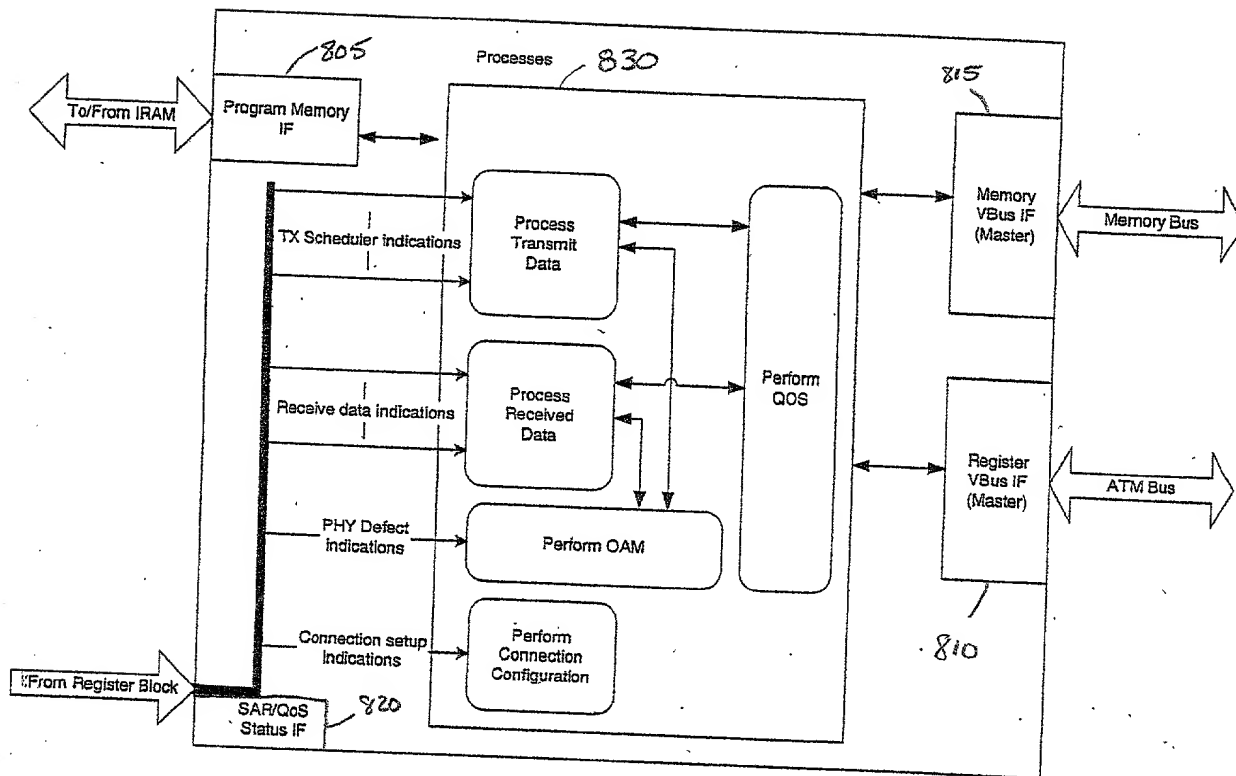 805
Processes
830
815
To/From IRAM
Program Memory
IF
Memory
VBus IF
(Master)
Memory Bus
TX Scheduler indications
Process
Transmit
Data
Receive data indications
Process
Received
Data
Perform
QOS
Register
VBus IF
(Master)
ATM Bus
PHY Defect
indications
Perform OAM
Connection setup
indications
Perform
Connection
Configuration
810
From Register Block
SAR/QoS
Status IF
820